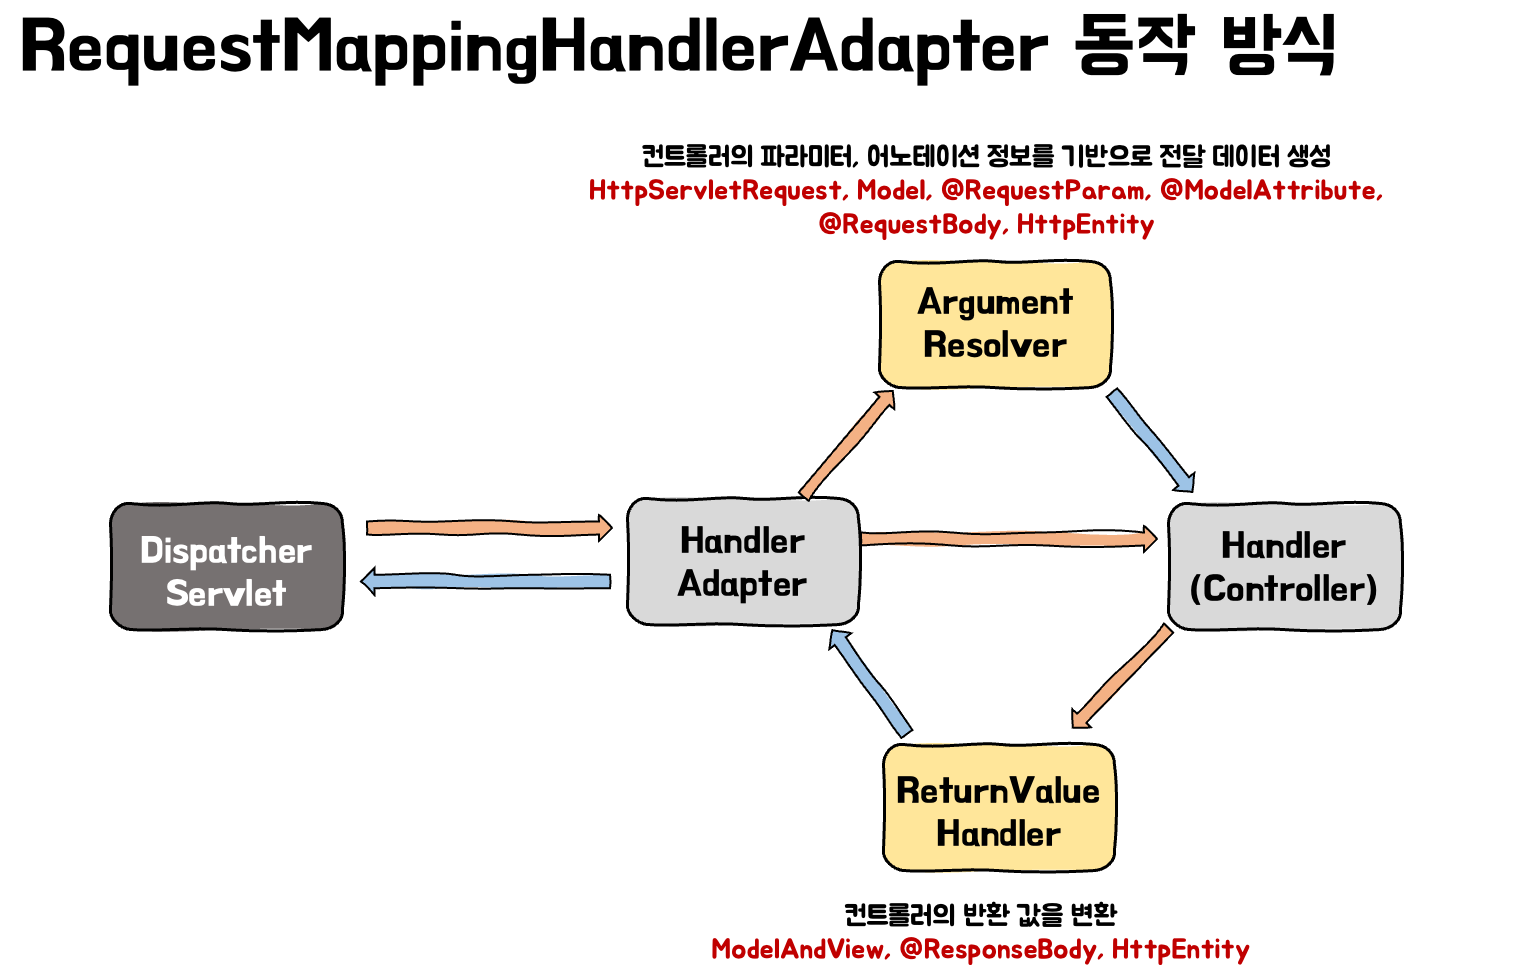 RequestMappingHandlerAdapter 동작 방식
컨트롤러의 파라미터, 어노테이션 정보를 기반으로 전달 데이터 생성
HttpServletRequest, Model, @RequestParam, @ModelAttribute,
@RequestBody, HttpEntity
Argument
Resolver
Dispatcher
Servlet
Handler
Adapter
Handler
(Controller)
ReturnValue
Handler
컨트롤러의 반환 값을 변환
ModelAndView, @ResponseBody, HttpEntity